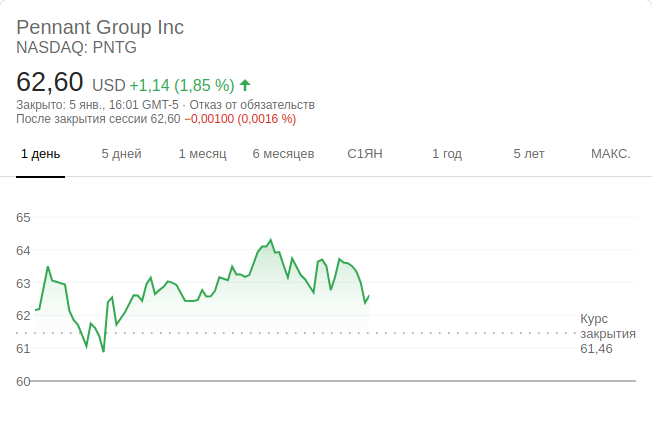 Pennant Group Inc
NASDAQ: PNTG
62,60 USD +1,14 (1,85 %)
Закрыто: 5 янв., 16:01 GMT-5 · Отказ от обязательств
После закрытия сессии 62,60 −0,00100 (0,0016 %)
1 день 5 дней 1 месяц 6 месяцев С1ЯН 1 год 5 лет МАКС.
65
64
63
62
61
60
Курс
закрытия
61,46